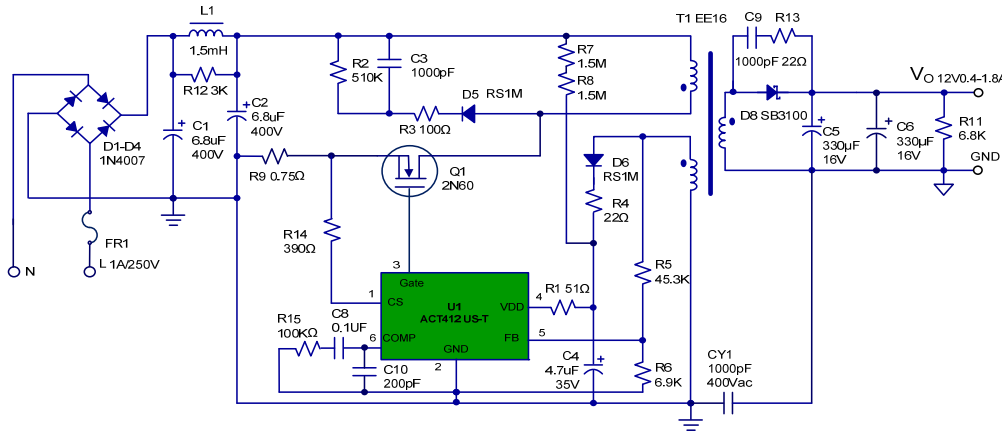 L1
1.5mH
R12 3K
C1
6.8uF
400V
C2
6.8uF
400V
D1-D4
1N4007
FR1
L 1A/250V
N
R2
510K
C3
1000pF
R3 100Ω
D5 RS1M
R7
1.5M
R8
1.5M
R9 0.75Ω
Q1
2N60
R14
390Ω
D6
RS1M
R4
22Ω
R5
45.3K
R6
6.9K
3
Gate
1
CS
U1
ACT412 US-T
VDD
4
R1 51Ω
FB
5
6
COMP
GND
2
R15
100KΩ
C8
0.1UF
C10
200pF
C4
4.7uF
35V
T1 EE16
C9
R13
1000pF 22Ω
D8 SB3100
C5
330µF
16V
C6
330µF
16V
R11
6.8K
VO 12V0.4-1.8A
GND
CY1
1000pF
400Vac